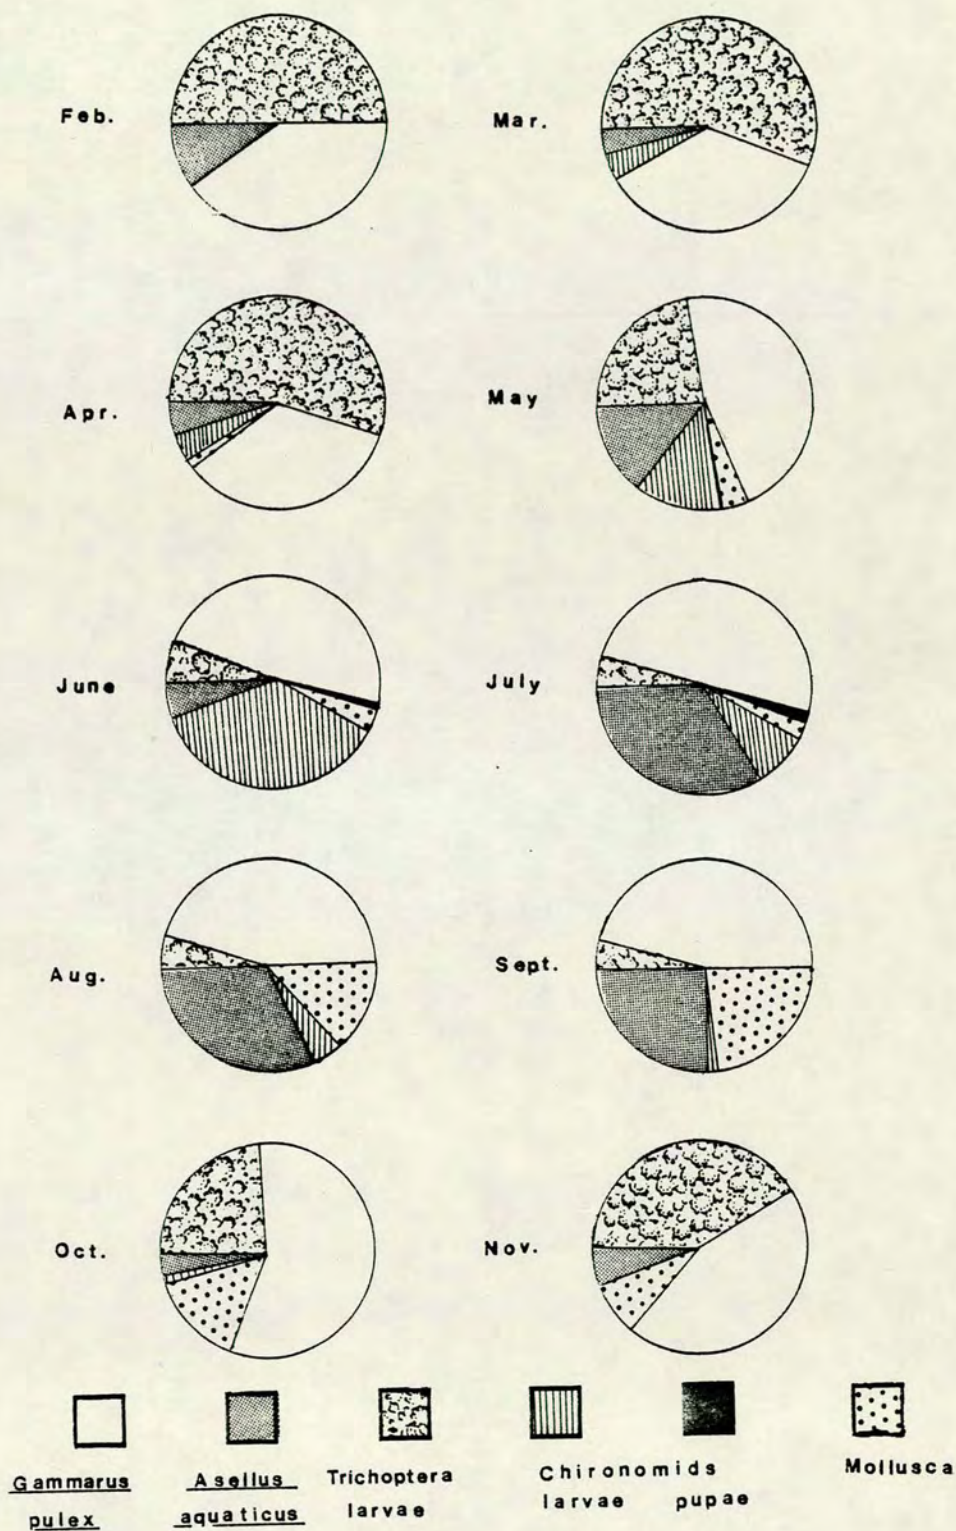 Feb.
Mar.
Apr.
May
June
July
Aug.
Sept.
Oct.
Nov.
Gammarus pulex
Asellus aquaticus
Trichoptera larvae
Chironomids
larvae pupae
Mollusca